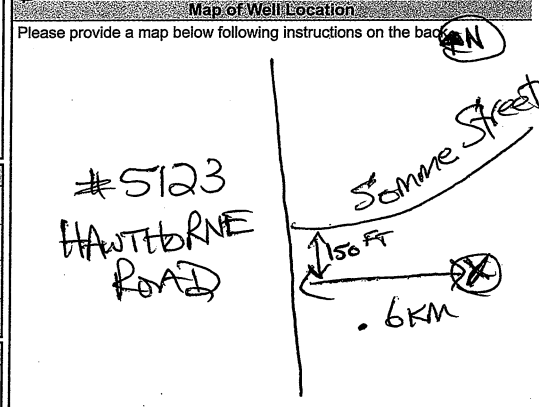 Map of Well Location
Please provide a map below following instructions on the back.
N
Somme Street
#5123
HAWTHORNE
ROAD
150 FT
X
.6KM